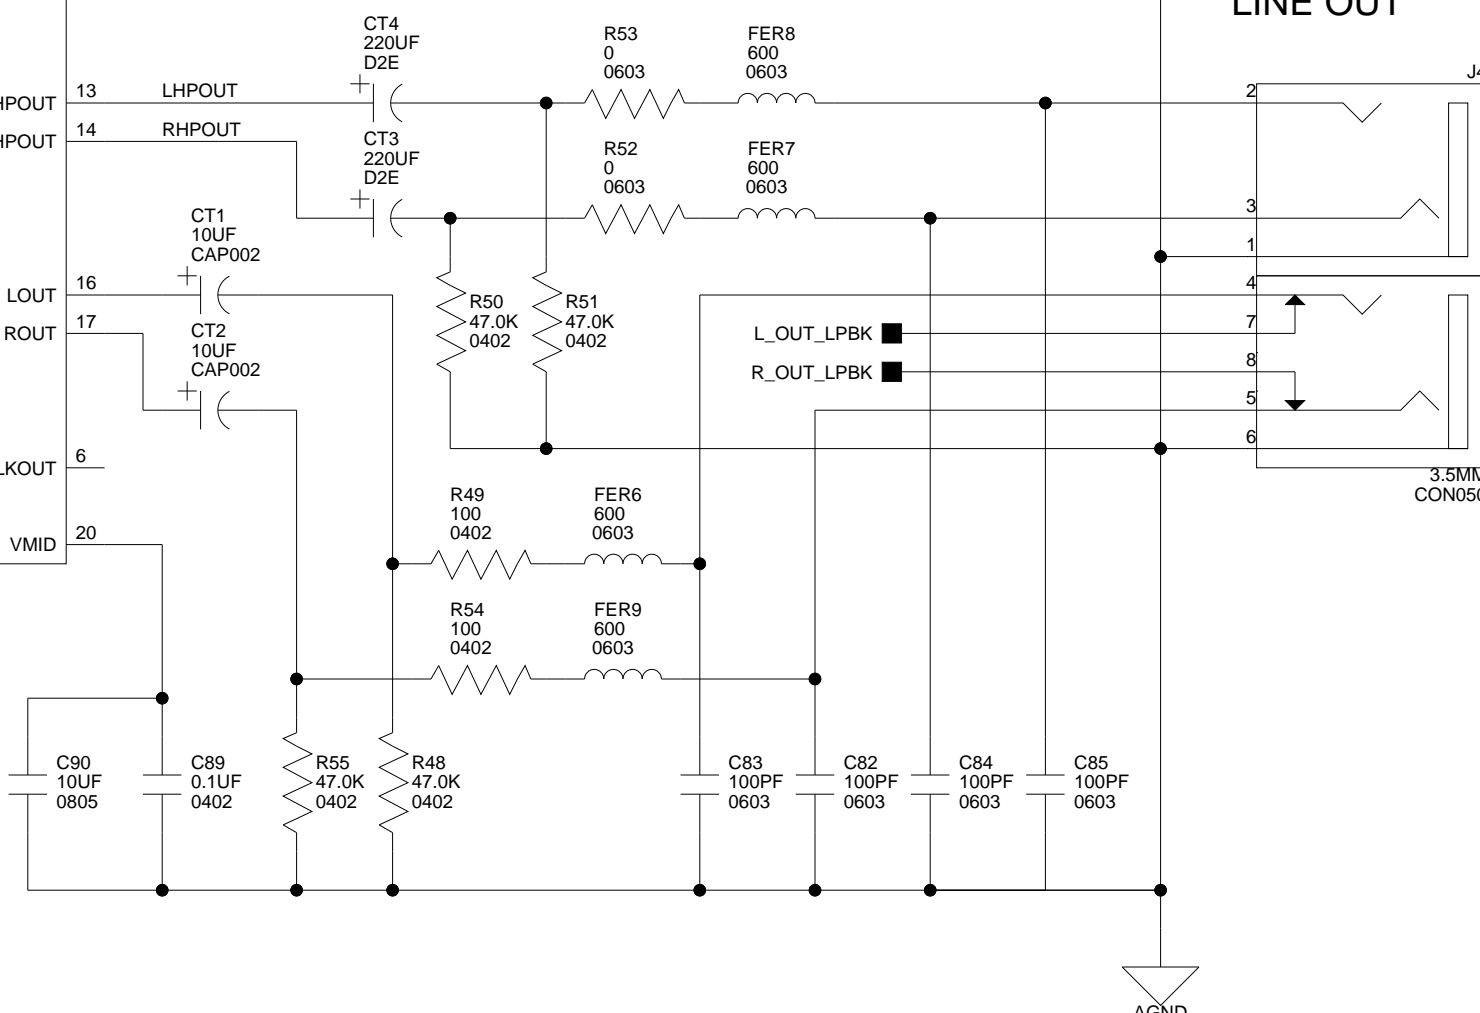 LINE OUT
CT4
220UF
D2E
R53
0
0603
FER8
600
0603
J4
HPOUT 13 LHPOUT
2
HPOUT 14 RHPOUT
CT3
220UF
D2E
R52
0
0603
FER7
600
0603
3
1
CT1
10UF
CAP002
LOUT 16
4
ROUT 17
CT2
10UF
CAP002
R50
47.0K
0402
R51
47.0K
0402
L_OUT_LPBK
7
R_OUT_LPBK
8
5
6
LKOUT 6
3.5MM
CON050
VMID 20
R49
100
0402
FER6
600
0603
R54
100
0402
FER9
600
0603
C90
10UF
0805
C89
0.1UF
0402
R55
47.0K
0402
R48
47.0K
0402
C83
100PF
0603
C82
100PF
0603
C84
100PF
0603
C85
100PF
0603
AGND